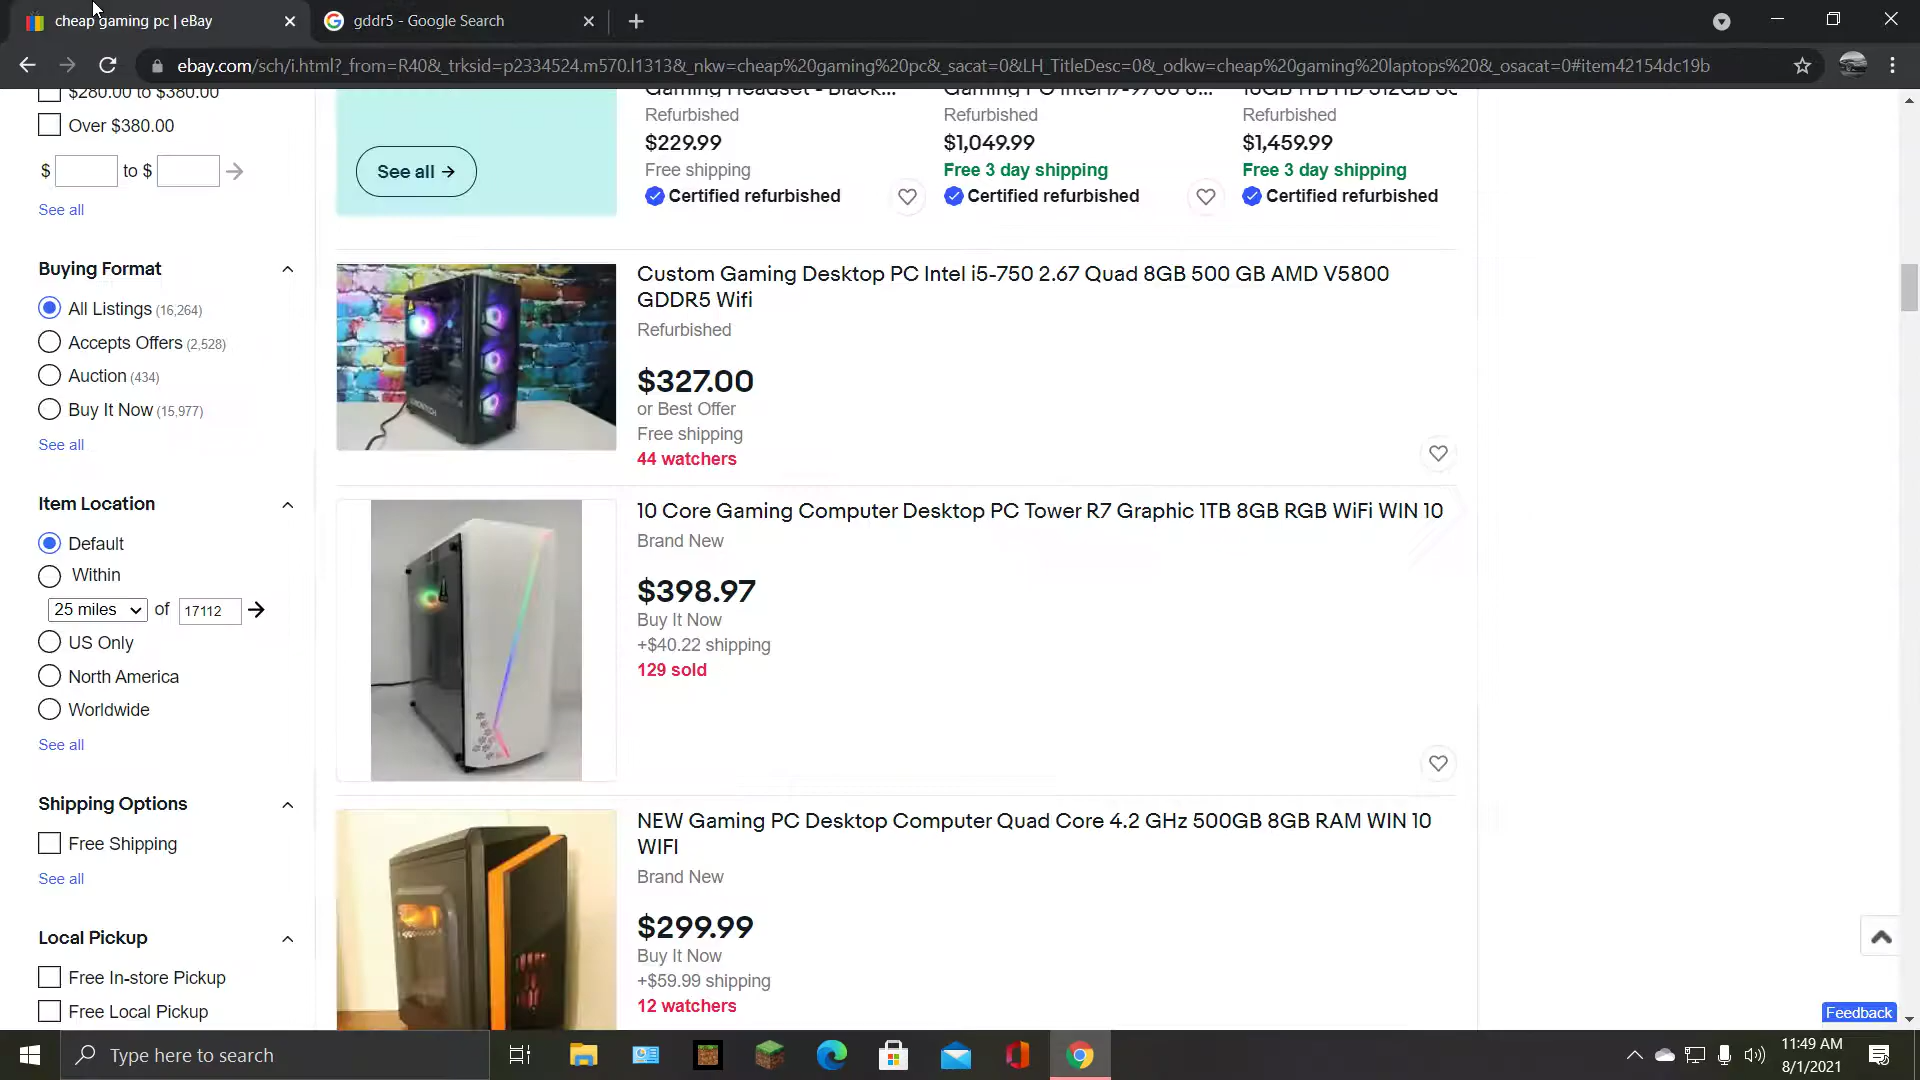 cheap gaming pc | eBay
gddr5 - Google Search
ebay.com/sch/i.html?_from=R40&_trksid=p2334524.m570.l1313&_nkw=cheap%20gaming%20pc&_sacat=0&LH_TitleDesc=0&_odkw=cheap%20gaming%20laptops%20&_osacat=0#item42154dc19b
$280.00 to $380.00
Over $380.00
$ to $
See all
Buying Format
All Listings (16,264)
Accepts Offers (2,528)
Auction (434)
Buy It Now (15,977)
See all
Item Location
Default
Within
25 miles of 17112
US Only
North America
Worldwide
See all
Shipping Options
Free Shipping
See all
Local Pickup
Free In-store Pickup
Free Local Pickup
See all →
Gaming Headset - Black...
Refurbished
$229.99
Free shipping
Certified refurbished
Gaming PC Intel i7-9700 8...
Refurbished
$1,049.99
Free 3 day shipping
Certified refurbished
16GB 1TB HD 512GB
Refurbished
$1,459.99
Free 3 day shipping
Certified refurbished
Custom Gaming Desktop PC Intel i5-750 2.67 Quad 8GB 500 GB AMD V5800
GDDR5 Wifi
Refurbished
$327.00
or Best Offer
Free shipping
44 watchers
10 Core Gaming Computer Desktop PC Tower R7 Graphic 1TB 8GB RGB WiFi WIN 10
Brand New
$398.97
Buy It Now
+$40.22 shipping
129 sold
NEW Gaming PC Desktop Computer Quad Core 4.2 GHz 500GB 8GB RAM WIN 10
WIFI
Brand New
$299.99
Buy It Now
+$59.99 shipping
12 watchers
Feedback
Type here to search
11:49 AM
8/1/2021